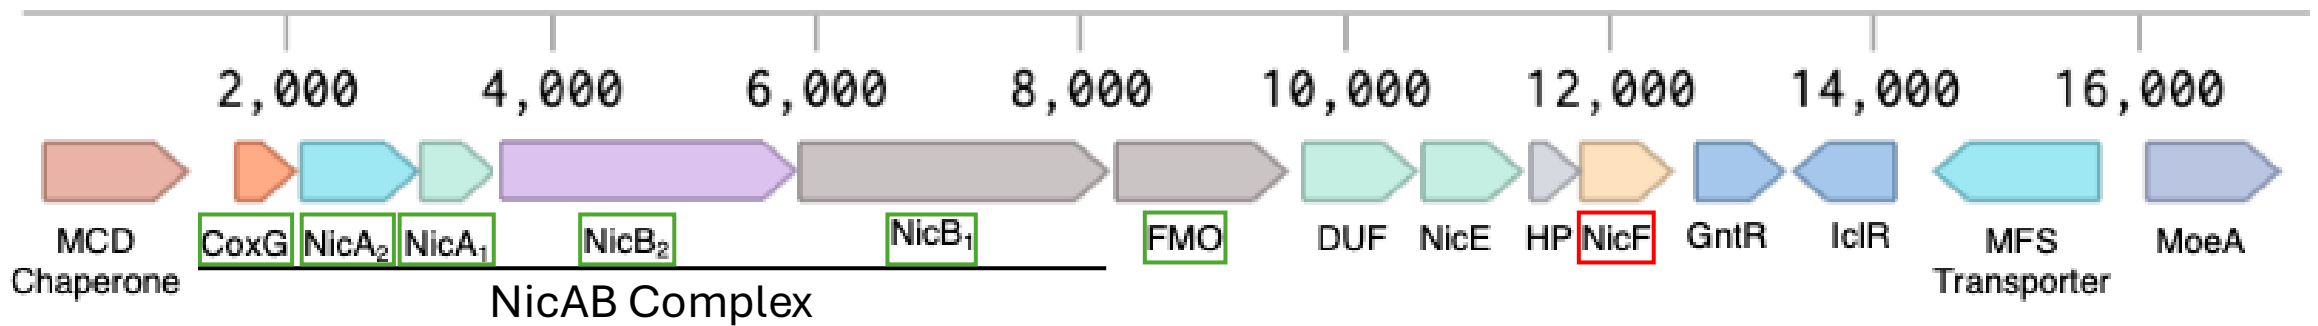 2,000 4,000 6,000 8,000 10,000 12,000 14,000 16,000
MCD Chaperone CoxG NicA₂ NicA₁ NicB₂ NicB₁ FMO DUF NicE HP NicF GntR IclR MFS Transporter MoeA
NicAB Complex